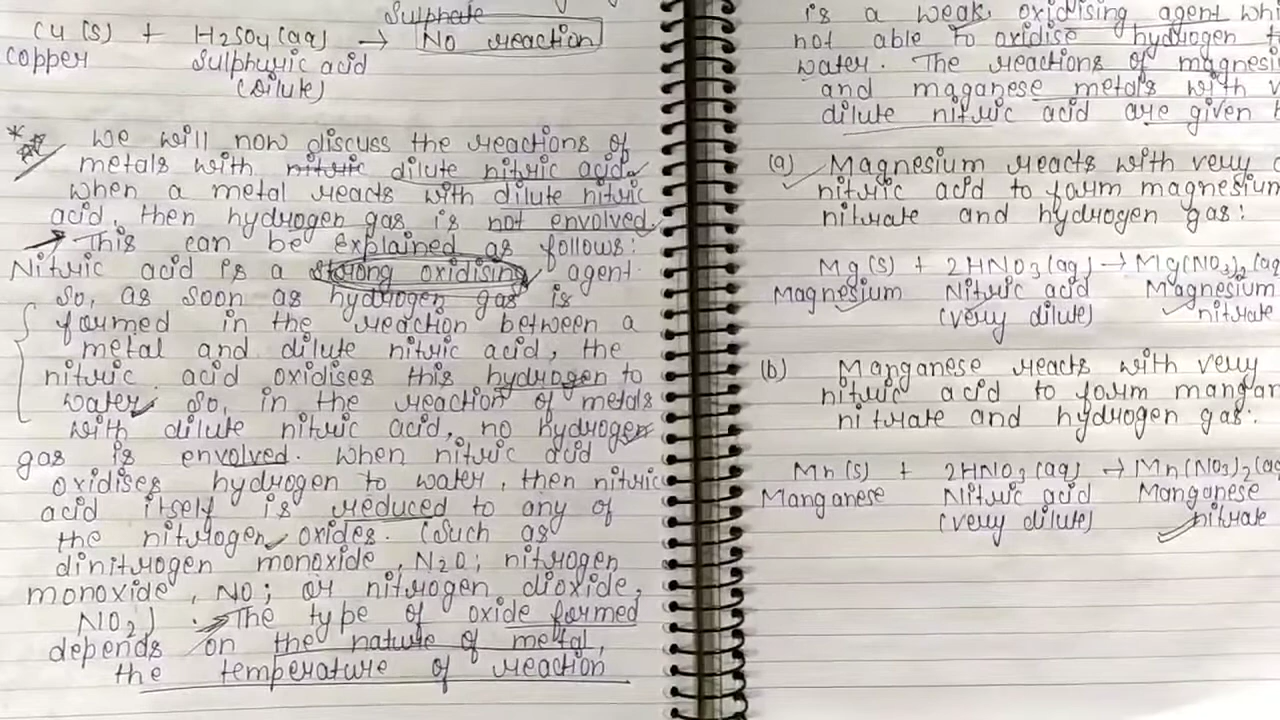 Sulphate
Cu (s) + H2SO4 (aq) → No reaction
copper Sulphuric acid
(Dilute)
* We will now discuss the reactions of
metals with nitric dilute nitric acid.
when a metal reacts with dilute nitric
acid, then hydrogen gas is not envolved.
→ This can be explained as follows:
Nitric acid is a strong oxidising agent.
So, as soon as hydrogen gas is
formed in the reaction between a
metal and dilute nitric acid, the
nitric acid oxidises this hydrogen to
water. So, in the reaction of metals
with dilute nitric acid, no hydrogen
gas is envolved. When nitric acid
oxidises hydrogen to water, then nitric
acid itself is reduced to any of
the nitrogen oxides. (Such as
dinitrogen monoxide, N2O; nitrogen
monoxide, NO; or nitrogen dioxide,
NO2) . → The type of oxide formed
depends on the nature of metal,
the temperature of reaction
is a weak oxidising agent whi
not able to oxidise hydrogen t
water. The reactions of magnesi
and maganese metals with v
dilute nitric acid are given
(a) Magnesium reacts with very
nitric acid to form magnesium
nitrate and hydrogen gas:
Mg(s) + 2HNO3 (aq) → Mg(NO3)2 (aq
Magnesium Nitric acid Magnesium
(very dilute) nitrate
(b) Manganese reacts with very
nitric acid to form mangan
nitrate and hydrogen gas:
Mn (s) + 2HNO3 (aq) → Mn(NO3)2 (aq
Manganese Nitric acid Manganese
(very dilute) nitrate